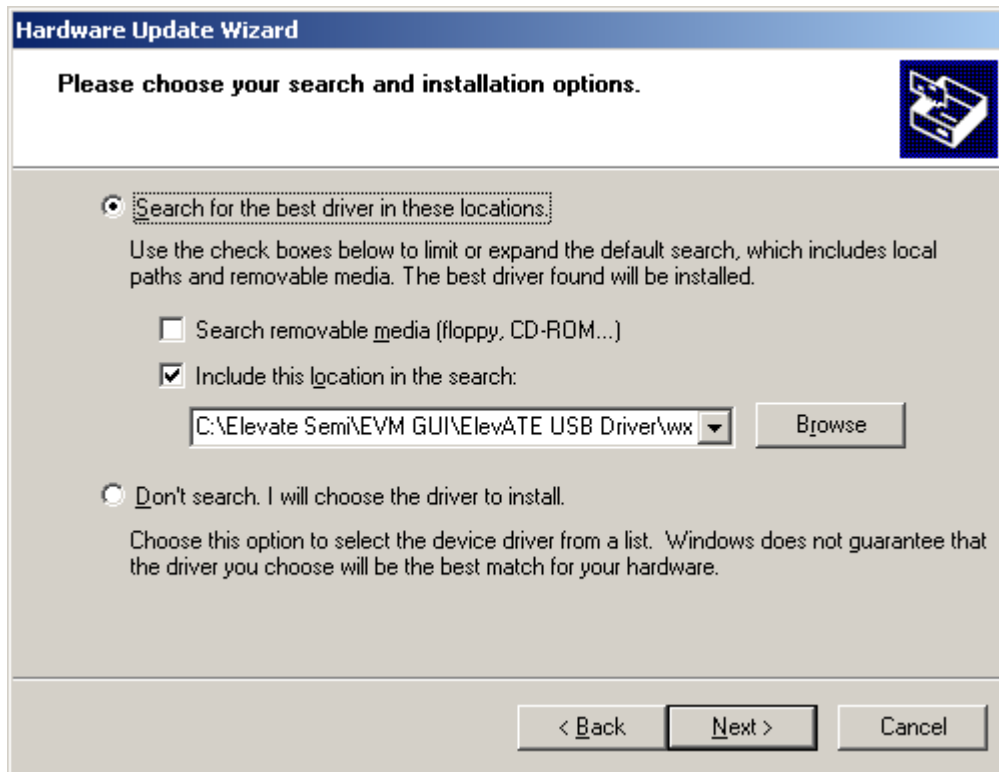 Hardware Update Wizard
Please choose your search and installation options.
Search for the best driver in these locations.
Use the check boxes below to limit or expand the default search, which includes local
paths and removable media. The best driver found will be installed.
Search removable media (floppy, CD-ROM...)
Include this location in the search:
C:\Elevate Semi\EVM GUI\ElevATE USB Driver\wx
Browse
Don't search. I will choose the driver to install.
Choose this option to select the device driver from a list. Windows does not guarantee that
the driver you choose will be the best match for your hardware.
< Back Next > Cancel